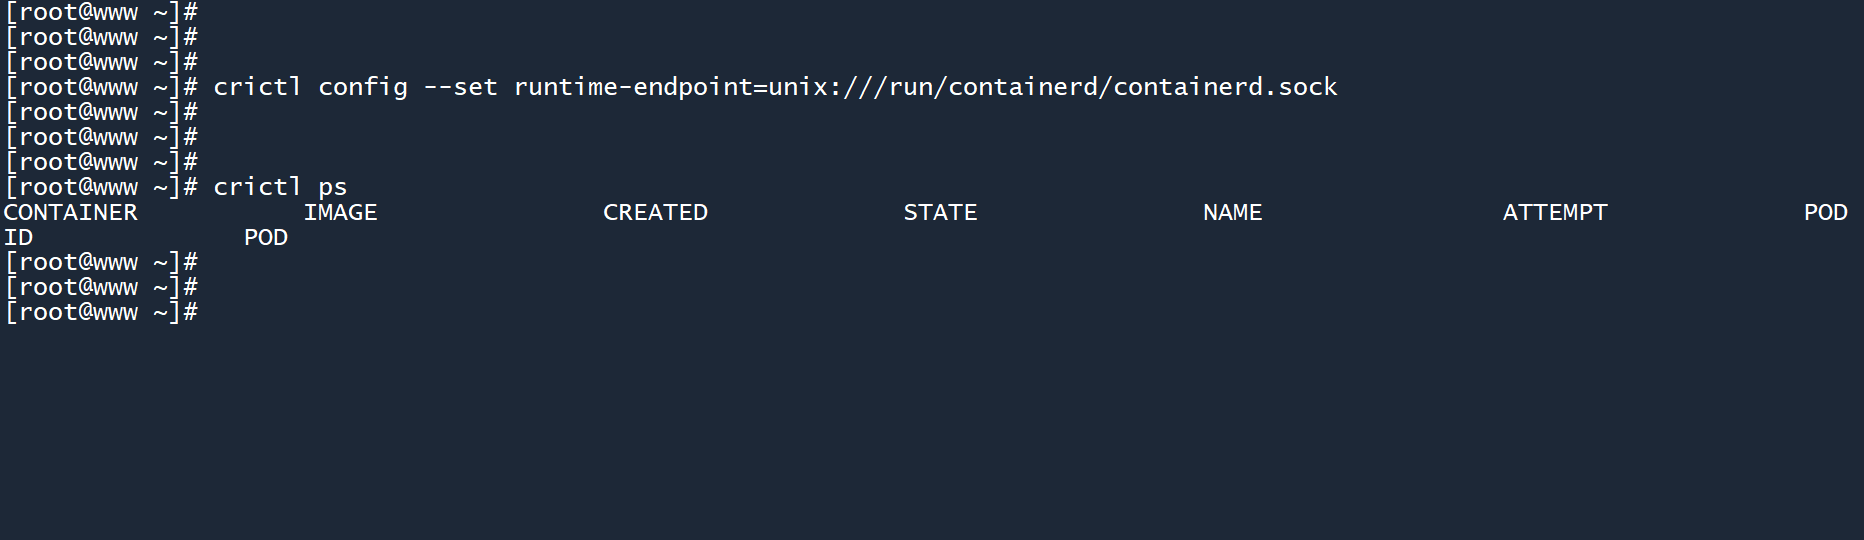 [root@www ~]#
[root@www ~]#
[root@www ~]#
[root@www ~]# crictl config --set runtime-endpoint=unix:///run/containerd/containerd.sock
[root@www ~]#
[root@www ~]#
[root@www ~]#
[root@www ~]# crictl ps
CONTAINER           IMAGE               CREATED             STATE               NAME                ATTEMPT             POD
ID              POD
[root@www ~]#
[root@www ~]#
[root@www ~]#